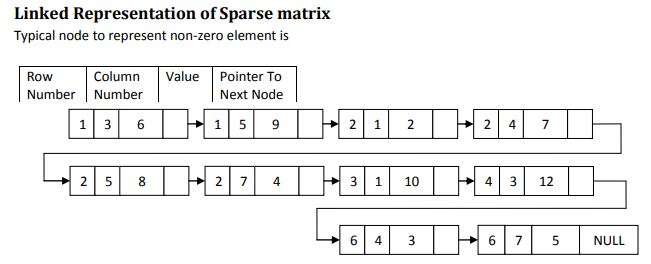 Linked Representation of Sparse matrix
Typical node to represent non-zero element is
Row Number Column Number Value Pointer To Next Node
1 3 6 1 5 9 2 1 2 2 4 7
2 5 8 2 7 4 3 1 10 4 3 12
6 4 3 6 7 5 NULL